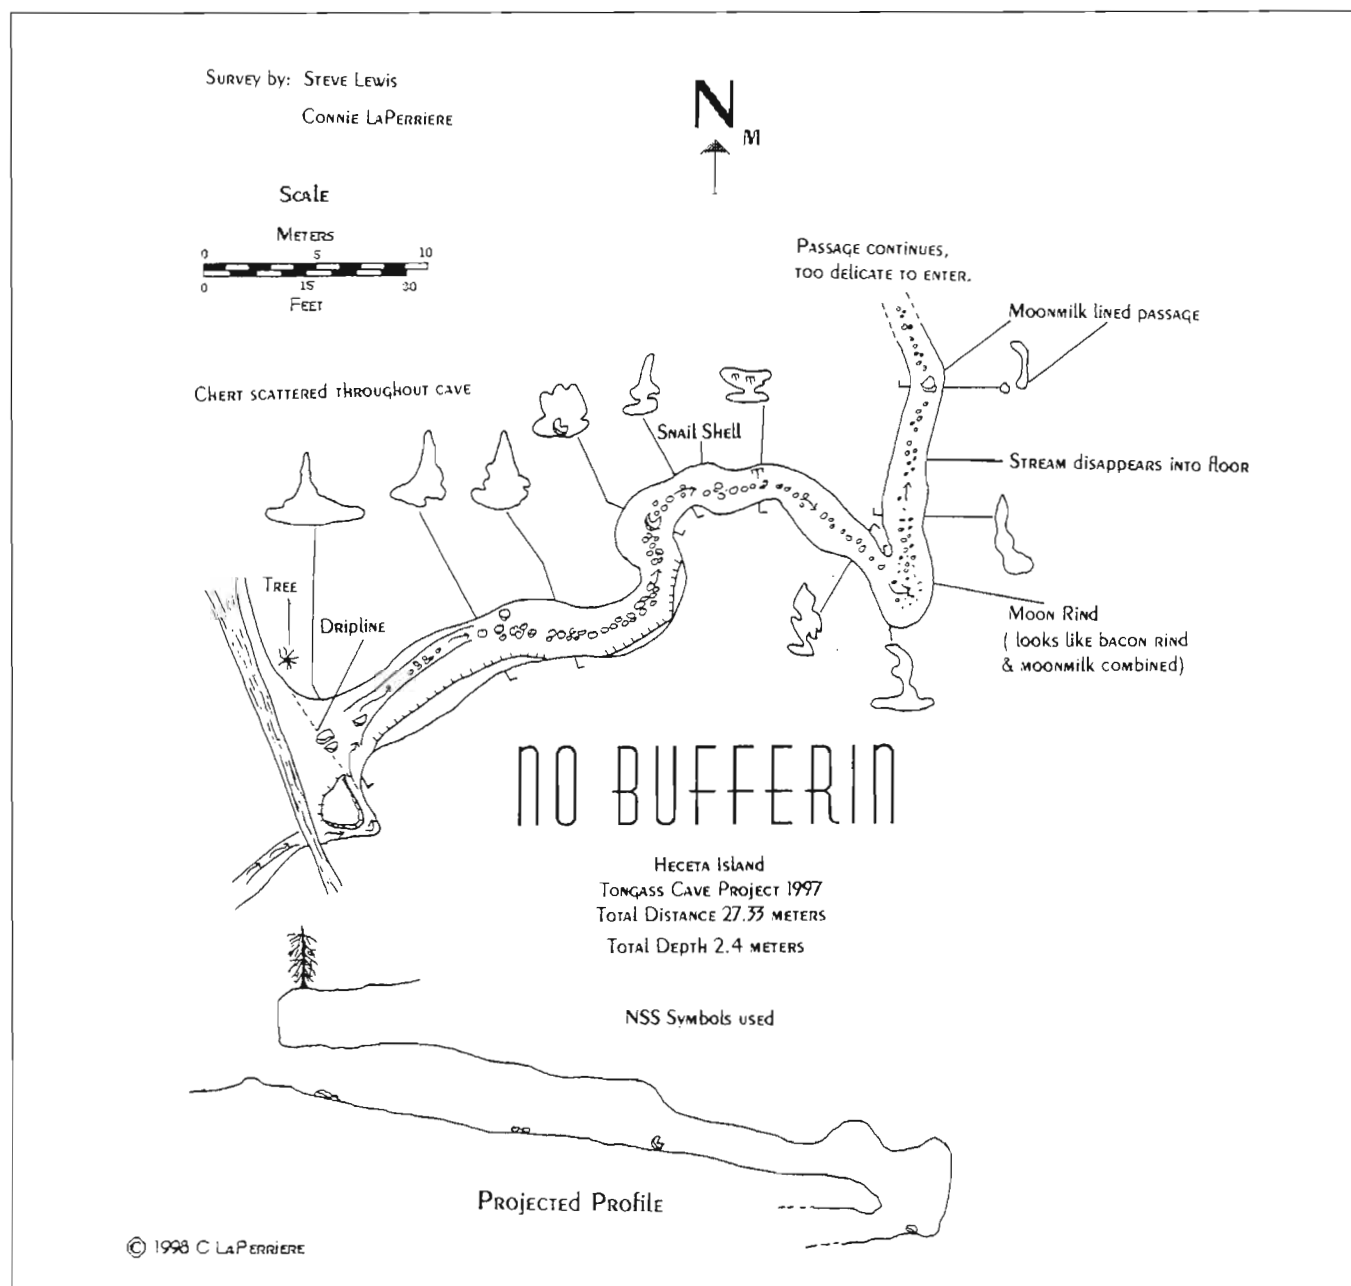 Survey by: Steve Lewis
Connie LaPerriere
N
M
Scale
Meters
0 5 10
0 15 30
Feet
Passage continues,
too delicate to enter.
Moonmilk lined passage
Chert scattered throughout cave
Snail Shell
Stream disappears into floor
Tree
Dripline
Moon Rind
( looks like bacon rind
& moonmilk combined)
NO BUFFERIN
Heceta Island
Tongass Cave Project 1997
Total Distance 27.33 meters
Total Depth 2.4 meters
NSS Symbols used
Projected Profile
© 1998 C LaPerriere